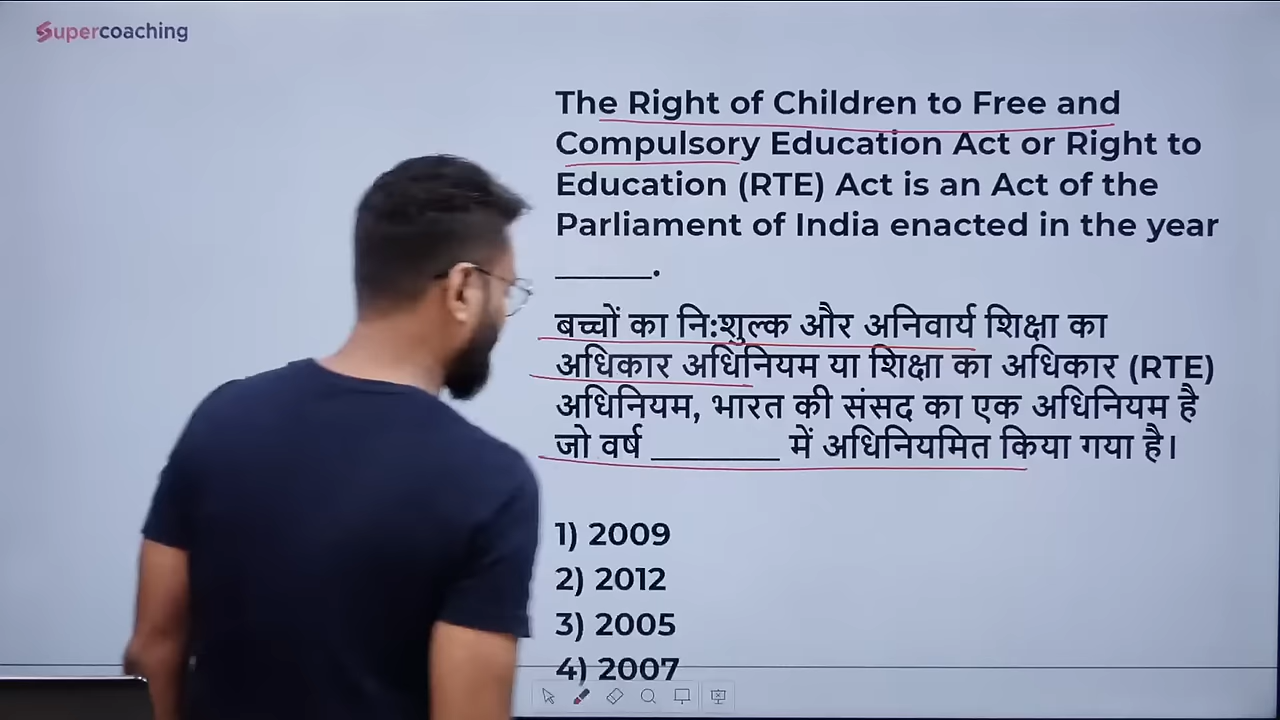 Supercoaching
The Right of Children to Free and
Compulsory Education Act or Right to
Education (RTE) Act is an Act of the
Parliament of India enacted in the year
______.
बच्चों का नि:शुल्क और अनिवार्य शिक्षा का
अधिकार अधिनियम या शिक्षा का अधिकार (RTE)
अधिनियम, भारत की संसद का एक अधिनियम है
जो वर्ष ________ में अधिनियमित किया गया है।
1) 2009
2) 2012
3) 2005
4) 2007